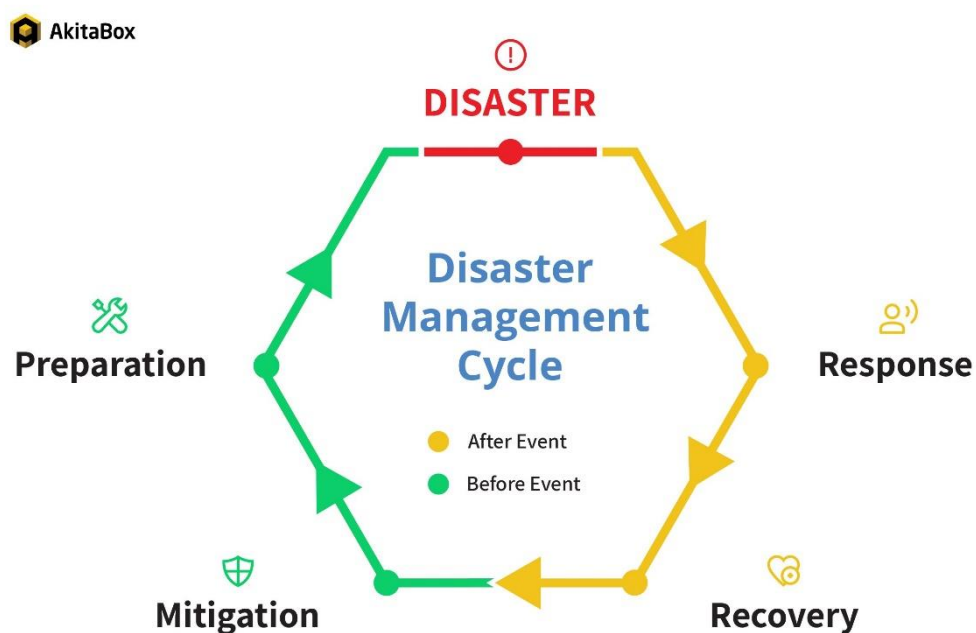 AkitaBox
DISASTER
Disaster
Management
Cycle
Preparation
Response
After Event
Before Event
Mitigation
Recovery